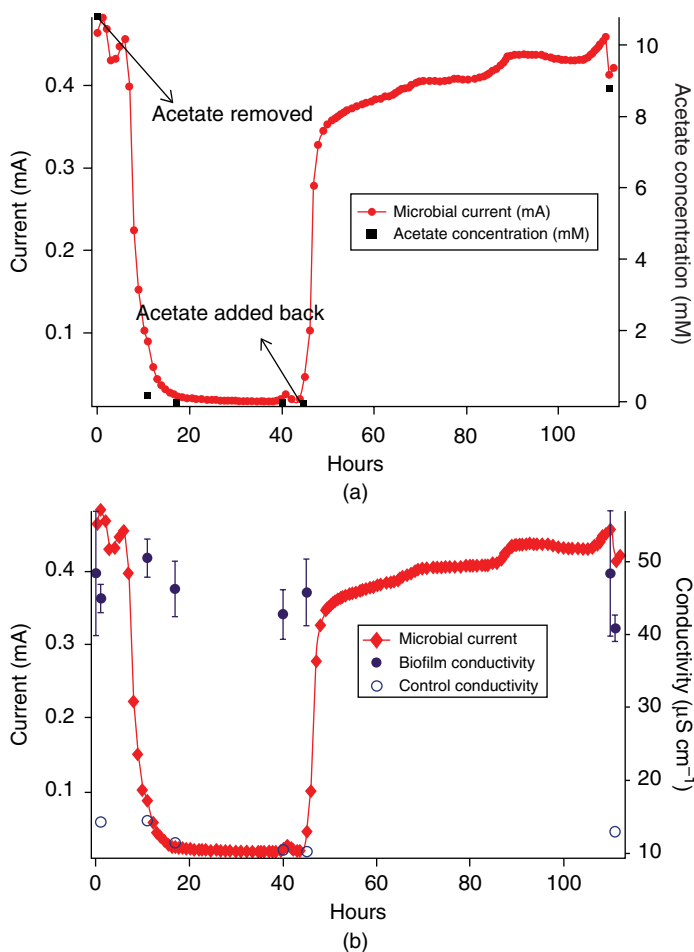 0.4
0.3
0.2
0.1
Current (mA)
10
8
6
4
2
0
Acetate concentration (mM)
Acetate removed
Microbial current (mA)
Acetate concentration (mM)
Acetate added back
0 20 40 60 80 100
Hours
(a)
0.4
0.3
0.2
0.1
Current (mA)
50
40
30
20
10
Conductivity (µS cm⁻¹)
Microbial current
Biofilm conductivity
Control conductivity
0 20 40 60 80 100
Hours
(b)